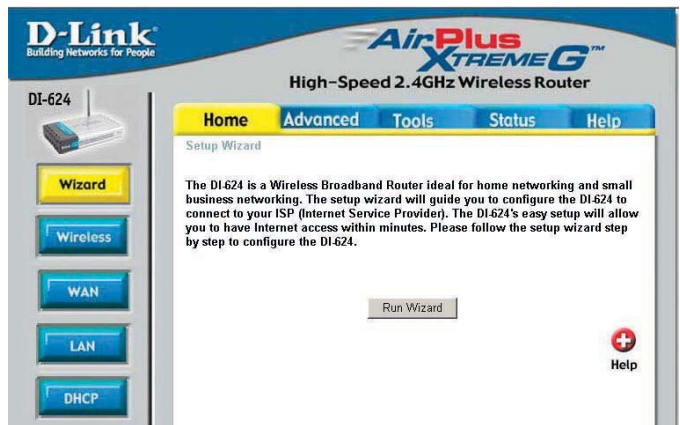 D-Link
Building Networks for People
AirPlus
XTREME G™
High-Speed 2.4GHz Wireless Router
DI-624
Home Advanced Tools Status Help
Setup Wizard
Wizard
Wireless
WAN
LAN
DHCP
The DI-624 is a Wireless Broadband Router ideal for home networking and small
business networking. The setup wizard will guide you to configure the DI-624 to
connect to your ISP (Internet Service Provider). The DI-624's easy setup will allow
you to have Internet access within minutes. Please follow the setup wizard step
by step to configure the DI-624.
Run Wizard
Help